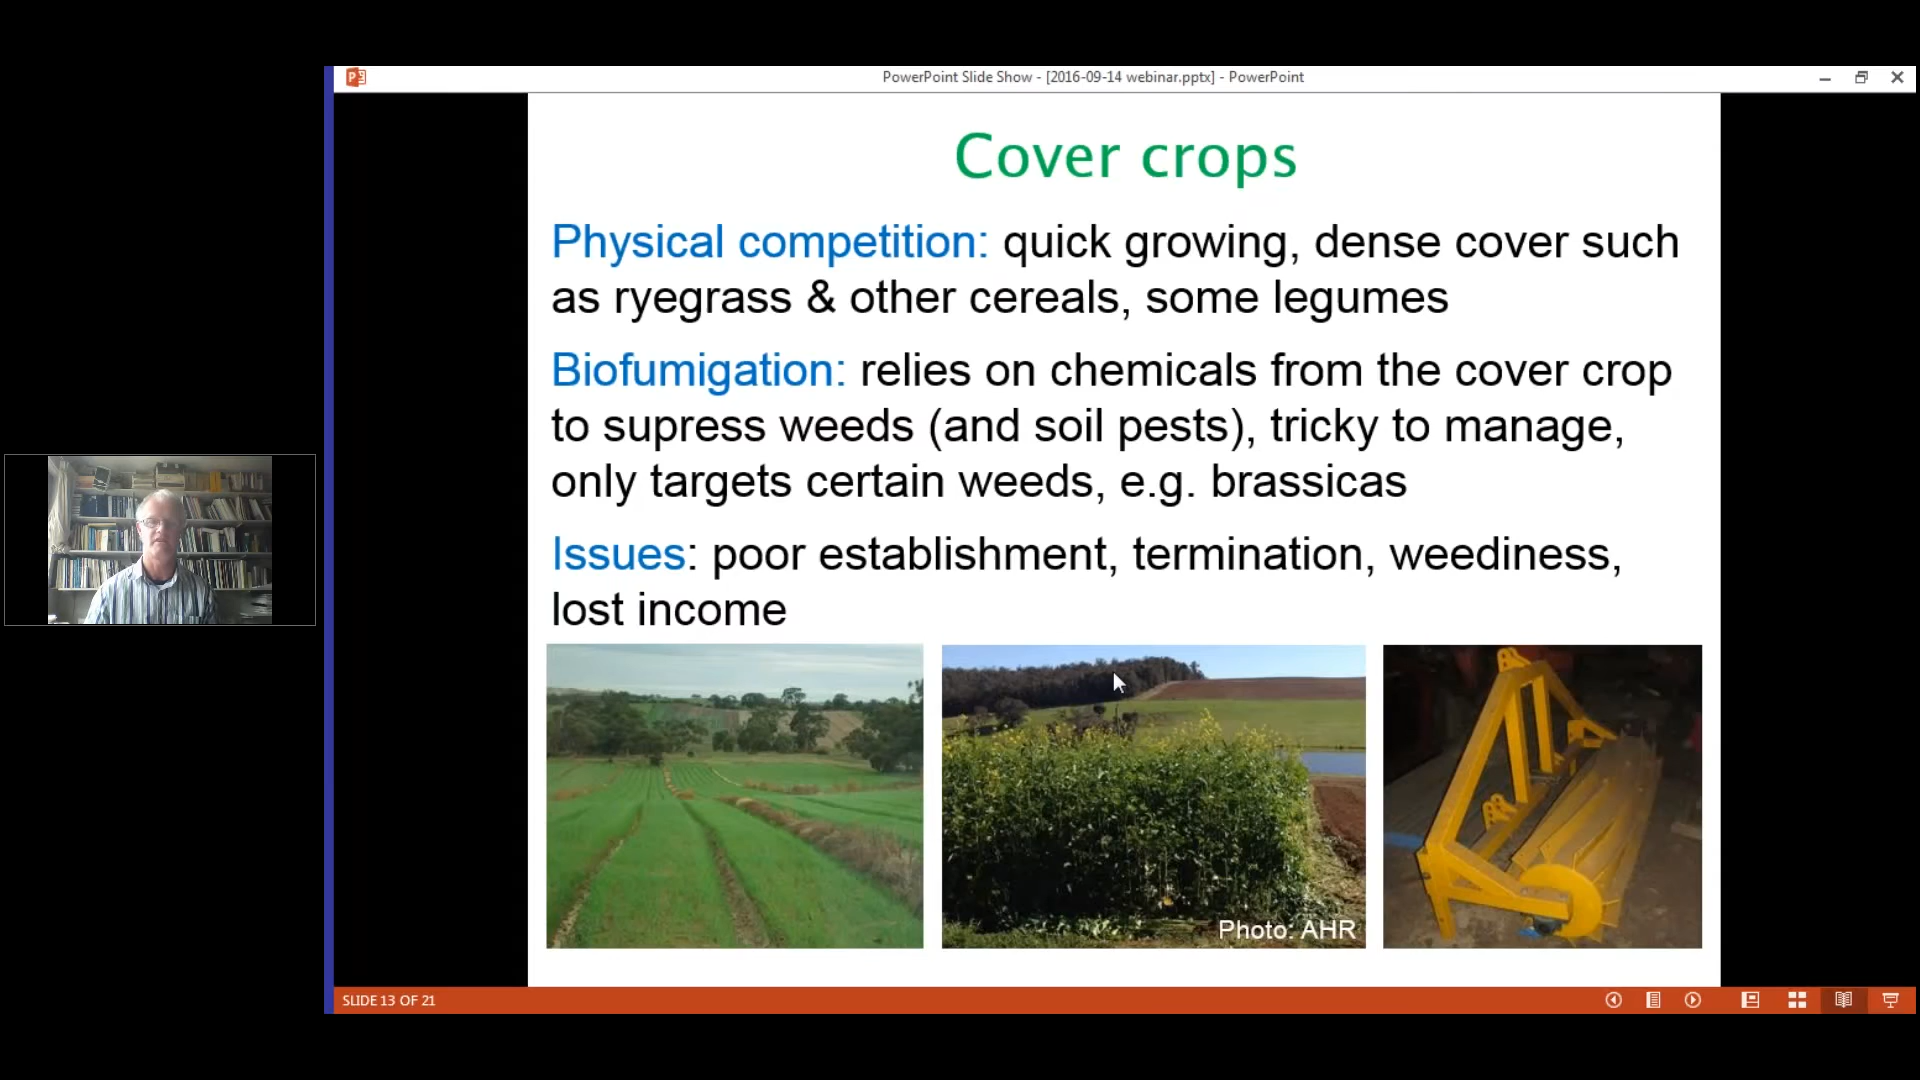 PowerPoint Slide Show - [2016-09-14 webinar.pptx] - PowerPoint
Cover crops
Physical competition: quick growing, dense cover such
as ryegrass & other cereals, some legumes
Biofumigation: relies on chemicals from the cover crop
to supress weeds (and soil pests), tricky to manage,
only targets certain weeds, e.g. brassicas
Issues: poor establishment, termination, weediness,
lost income
Photo: AHR
SLIDE 13 OF 21